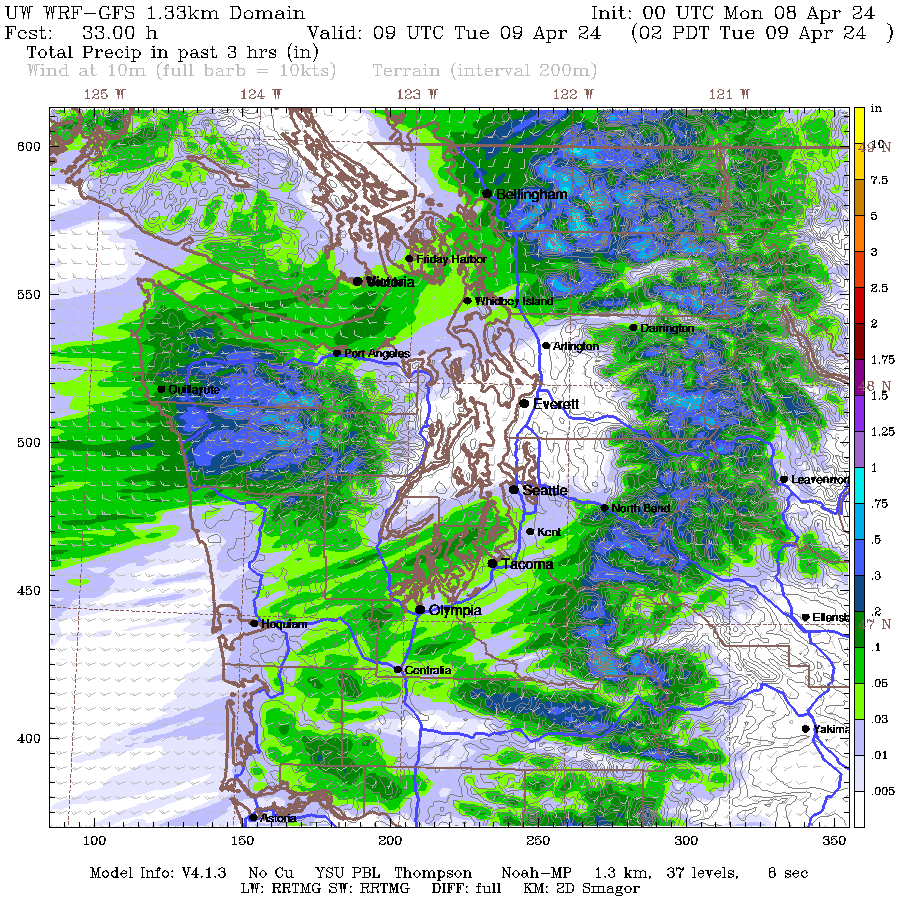 UW WRF-GFS 1.33km Domain Init: 00 UTC Mon 08 Apr 24
Fcst: 33.00 h Valid: 09 UTC Tue 09 Apr 24 (02 PDT Tue 09 Apr 24 )
Total Precip in past 3 hrs (in)
Wind at 10m (full barb = 10kts) Terrain (interval 200m)
125 W 124 W 123 W 122 W 121 W
in
600
10
49 N
7.5
Bellingham
5
Friday Harbor
3
Victoria
2.5
550
Whidbey Island
2
Darrington
Arlington
Port Angeles
1.75
48 N
Quillayute
1.5
Everett
1.25
500
1
Leavenwor
Seattle
.75
North Bend
Kent
.5
Tacoma
.3
450
Olympia
.2
Ellensb
Hoquiam
47 N
.1
Centralia
.05
.03
Yakima
400
.01
.005
Astoria
100 150 200 250 300 350
Model Info: V4.1.3 No Cu YSU PBL Thompson Noah-MP 1.3 km, 37 levels, 8 sec
LW: RRTMG SW: RRTMG DIFF: full KM: 2D Smagor